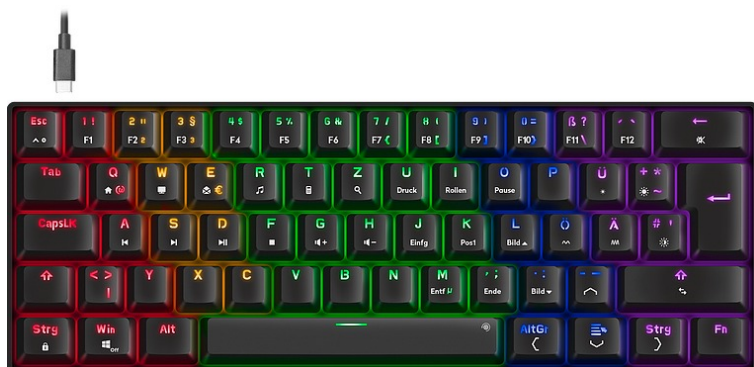 Esc 1 ! 2 " 3 § 4 $ 5 % 6 & 7 / 8 ( 9 ) 0 = ß ?
F1 F2 2 F3 3 F4 F5 F6 F7 { F8 [ F9 ] F10 } F11 \ F12
Tab Q W E R T Z U I O P Ü + *
@ € Druck Rollen Pause ~
CapsLK A S D F G H J K L Ö Ä # '
Einfg Pos1 Bild
< > Y X C V B N M , ; . : - _
| Entf µ Ende Bild
Strg Win Alt AltGr Strg Fn
Off